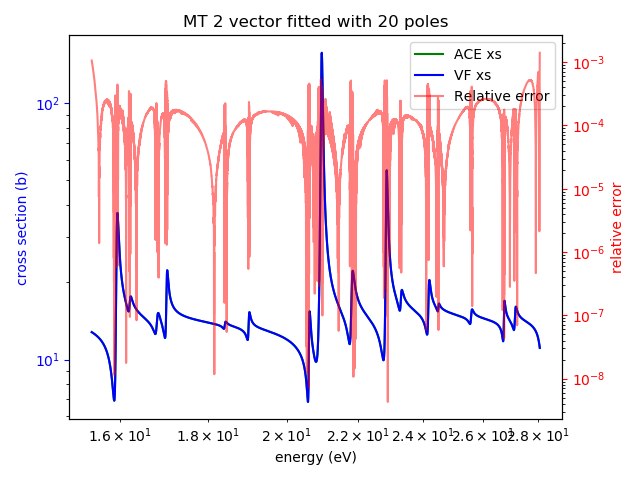 MT 2 vector fitted with 20 poles
ACE xs
VF xs
Relative error
cross section (b)
10²
10¹
relative error
10⁻³
10⁻⁴
10⁻⁵
10⁻⁶
10⁻⁷
10⁻⁸
1.6 × 10¹ 1.8 × 10¹ 2 × 10¹ 2.2 × 10¹ 2.4 × 10¹ 2.6 × 10¹ 2.8 × 10¹
energy (eV)